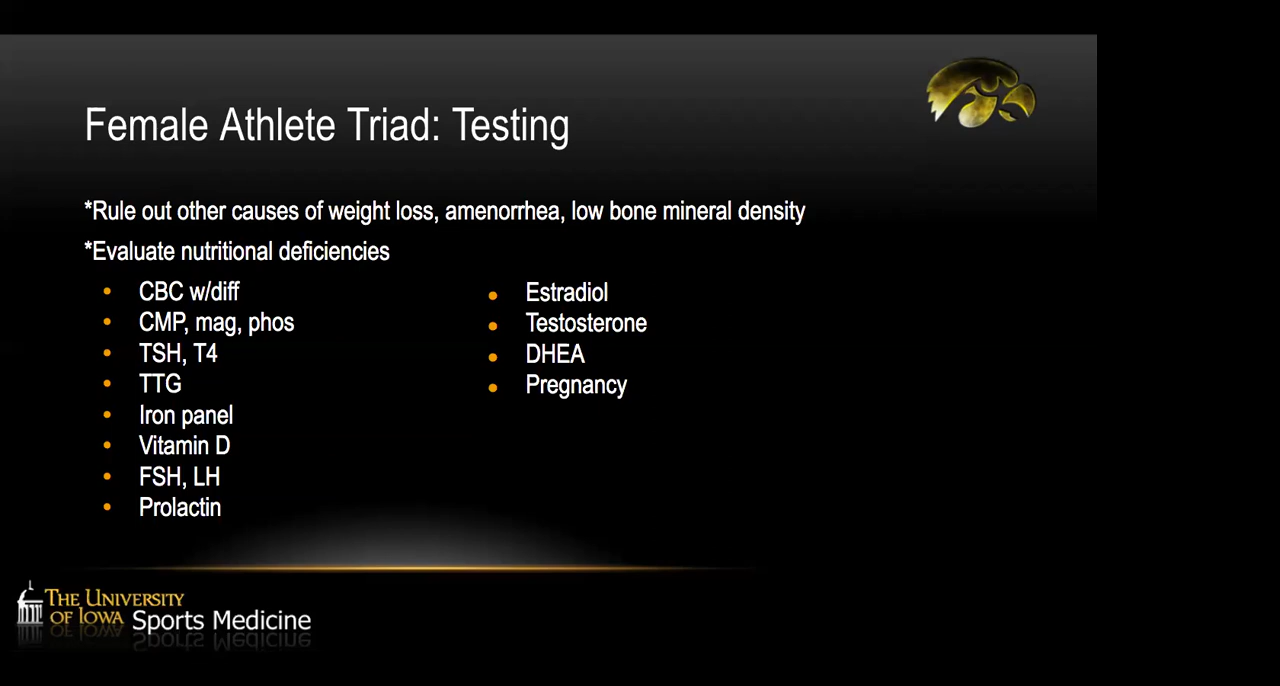 Female Athlete Triad: Testing
*Rule out other causes of weight loss, amenorrhea, low bone mineral density
*Evaluate nutritional deficiencies
• CBC w/diff
• CMP, mag, phos
• TSH, T4
• TTG
• Iron panel
• Vitamin D
• FSH, LH
• Prolactin
• Estradiol
• Testosterone
• DHEA
• Pregnancy
THE UNIVERSITY
OF IOWA Sports Medicine